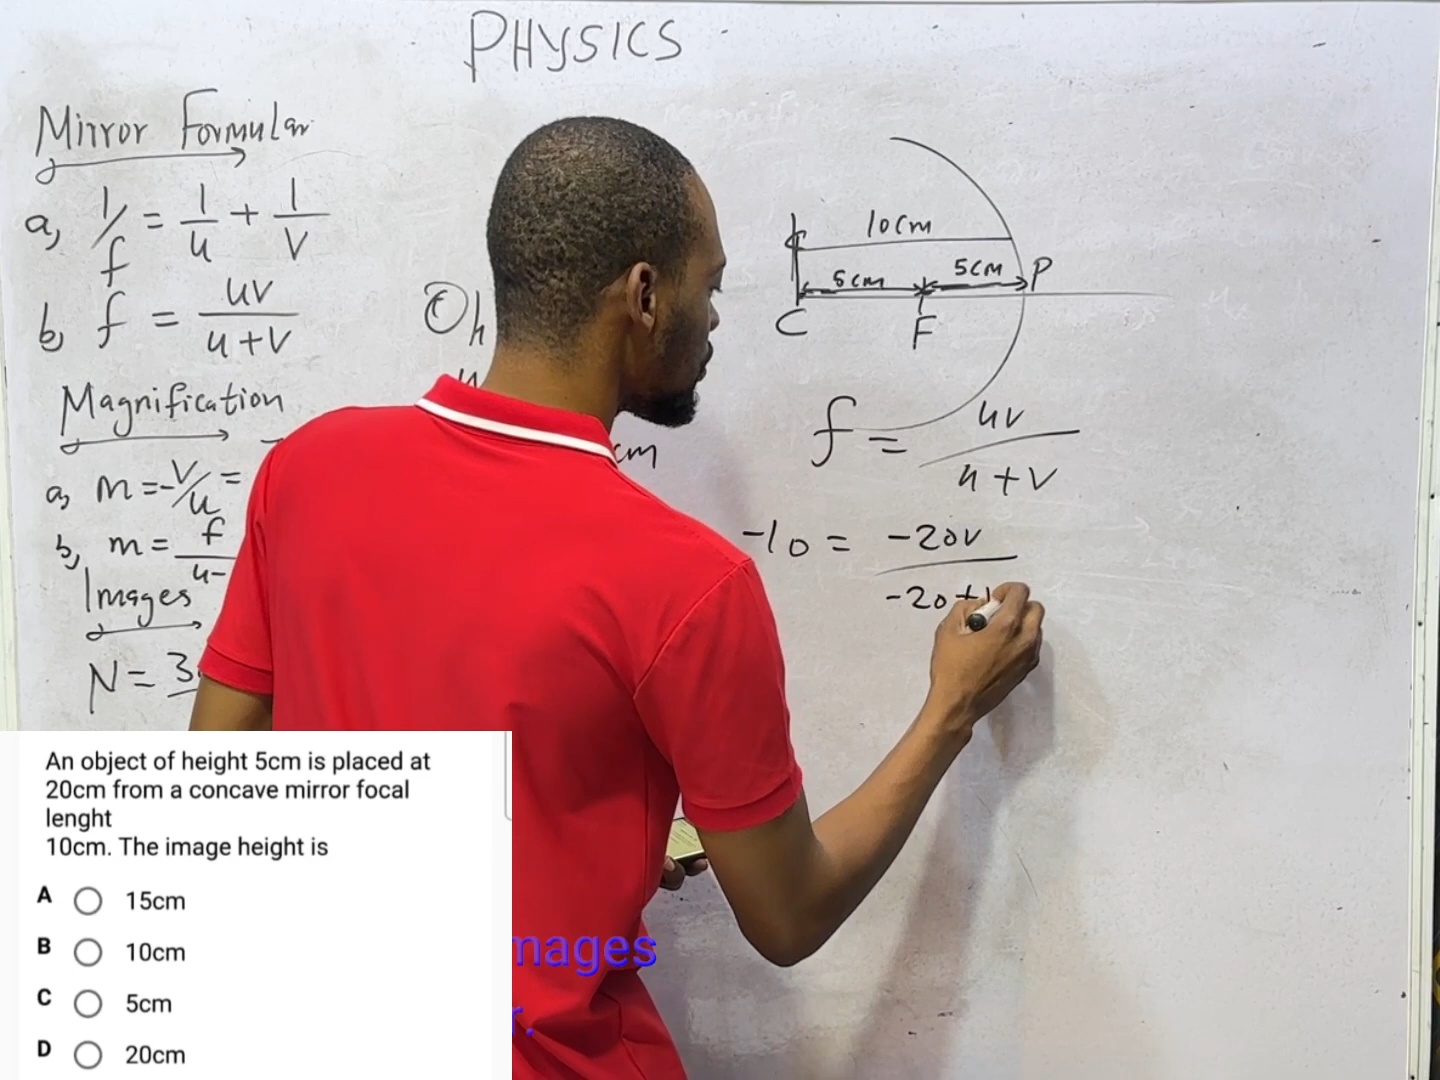 PHYSICS
Mirror Formular
a, 1/f = 1/u + 1/v
b, f = uv/u+v
Magnification
a, m = -v/u =
b, m = f/u-
Images
N = 3
Oh
cm
10cm
5cm
5cm P
C F
f = uv/u+v
-10 = -20v/-20+
An object of height 5cm is placed at
20cm from a concave mirror focal
lenght
10cm. The image height is
A 15cm
B 10cm
C 5cm
D 20cm
mages
r.